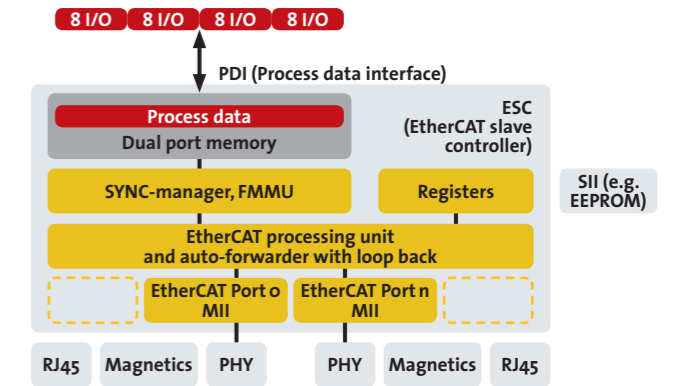 8 I/O 8 I/O 8 I/O 8 I/O
PDI (Process data interface)
Process data
Dual port memory
ESC
(EtherCAT slave
controller)
SYNC-manager, FMMU
Registers
SII (e.g.
EEPROM)
EtherCAT processing unit
and auto-forwarder with loop back
EtherCAT Port 0
MII
EtherCAT Port n
MII
RJ45 Magnetics PHY PHY Magnetics RJ45